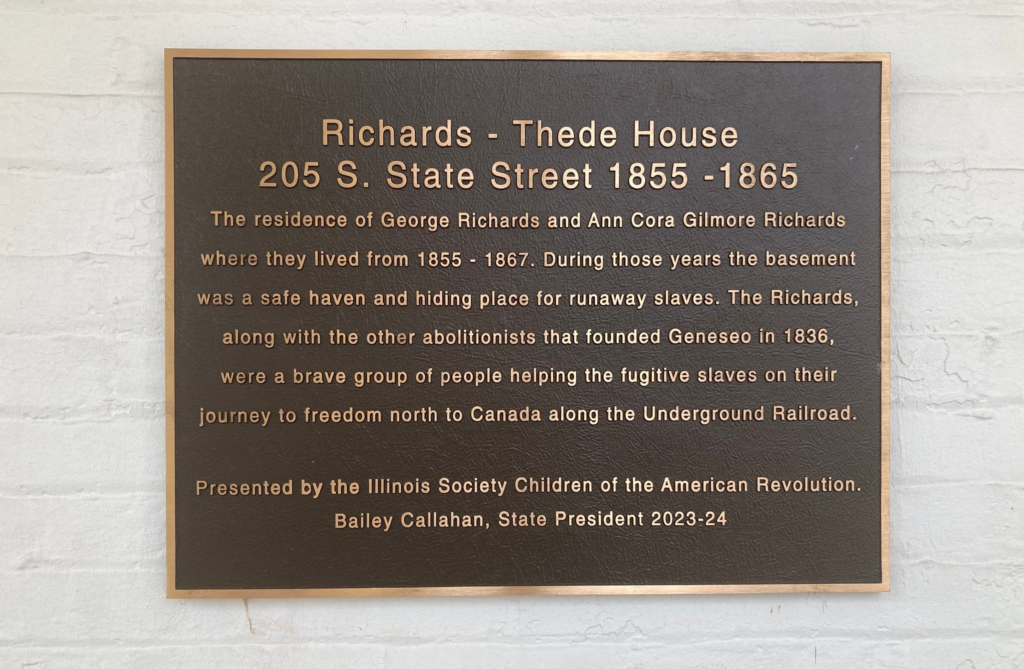 Richards - Thede House
205 S. State Street 1855 -1865
The residence of George Richards and Ann Cora Gilmore Richards
where they lived from 1855 - 1867. During those years the basement
was a safe haven and hiding place for runaway slaves. The Richards,
along with the other abolitionists that founded Geneseo in 1836,
were a brave group of people helping the fugitive slaves on their
journey to freedom north to Canada along the Underground Railroad.
Presented by the Illinois Society Children of the American Revolution.
Bailey Callahan, State President 2023-24